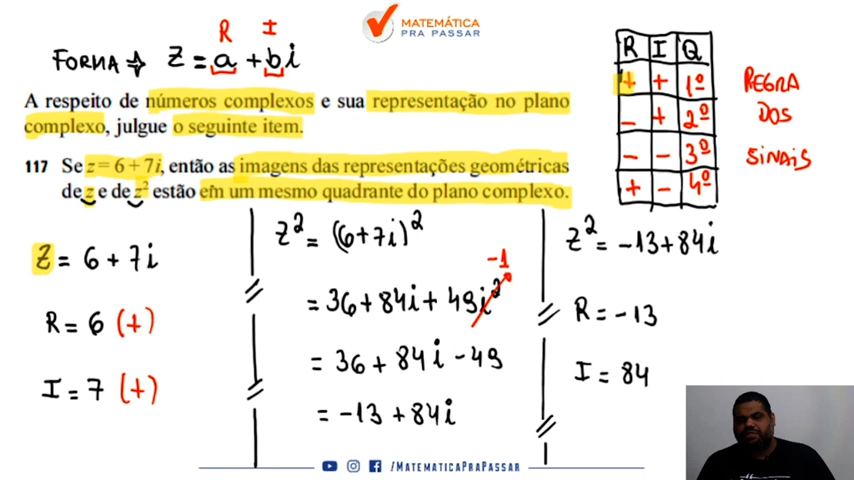 MATEMÁTICA
PRA PASSAR
R I
FORMA → Z = a + bi
A respeito de números complexos e sua representação no plano
complexo, julgue o seguinte item.
117 Se z = 6 + 7i, então as imagens das representações geométricas
de z e de z² estão em um mesmo quadrante do plano complexo.
R I Q
+ + 1º
- + 2º
- - 3º
+ - 4º
REGRA
DOS
SINAIS
Z = 6 + 7i
R = 6 (+)
I = 7 (+)
Z² = (6+7i)²
-1
= 36 + 84i + 49i²
= 36 + 84i - 49
= -13 + 84i
Z² = -13 + 84i
R = -13
I = 84
/MATEMATICAPRAPASSAR